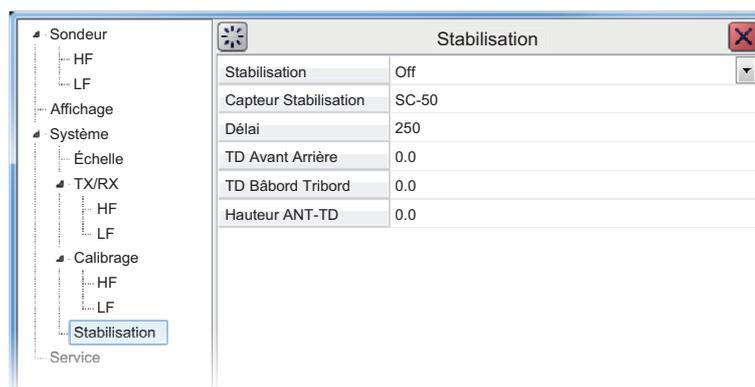 Sondeur
HF
LF
Affichage
Système
Échelle
TX/RX
HF
LF
Calibrage
HF
LF
Stabilisation
Service
Stabilisation
Stabilisation Off
Capteur Stabilisation SC-50
Délai 250
TD Avant Arrière 0.0
TD Bâbord Tribord 0.0
Hauteur ANT-TD 0.0